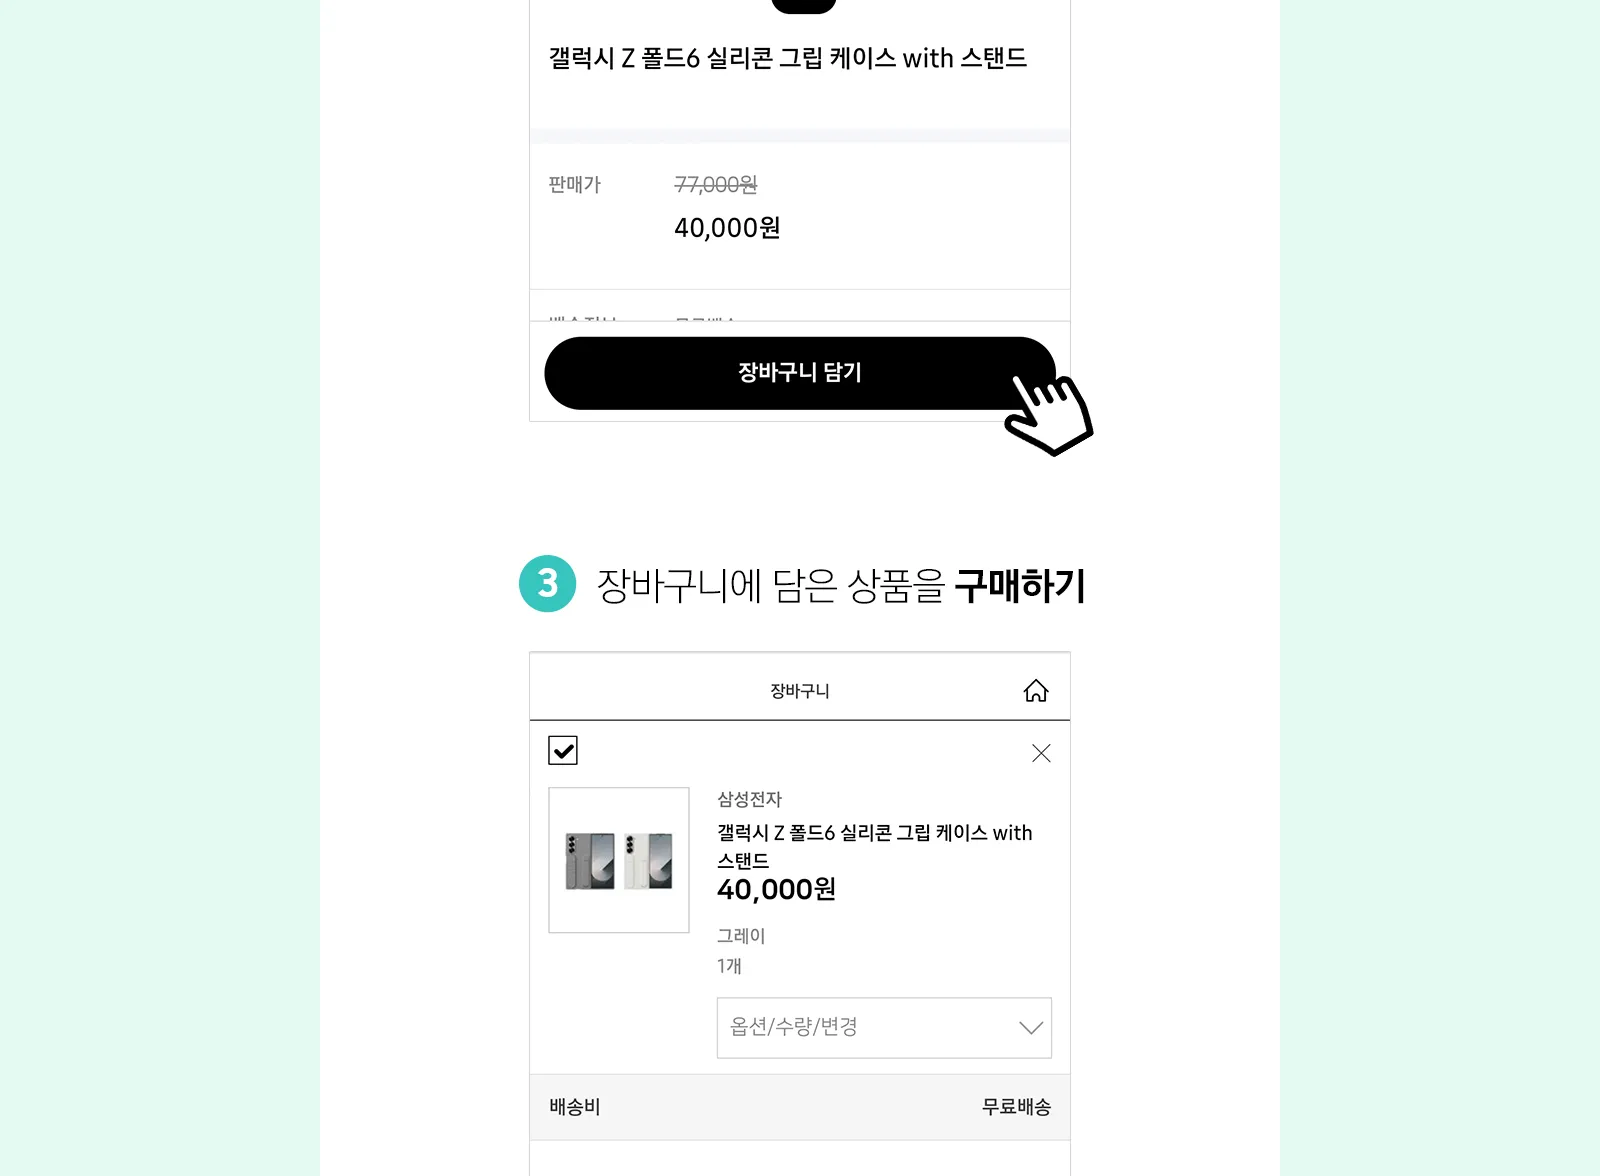 갤럭시 Z 폴드6 실리콘 그립 케이스 with 스탠드
판매가
77,000원
40,000원
장바구니 담기
3 장바구니에 담은 상품을 구매하기
장바구니
삼성전자
갤럭시 Z 폴드6 실리콘 그립 케이스 with
스탠드
40,000원
그레이
1개
옵션/수량/변경
배송비 무료배송